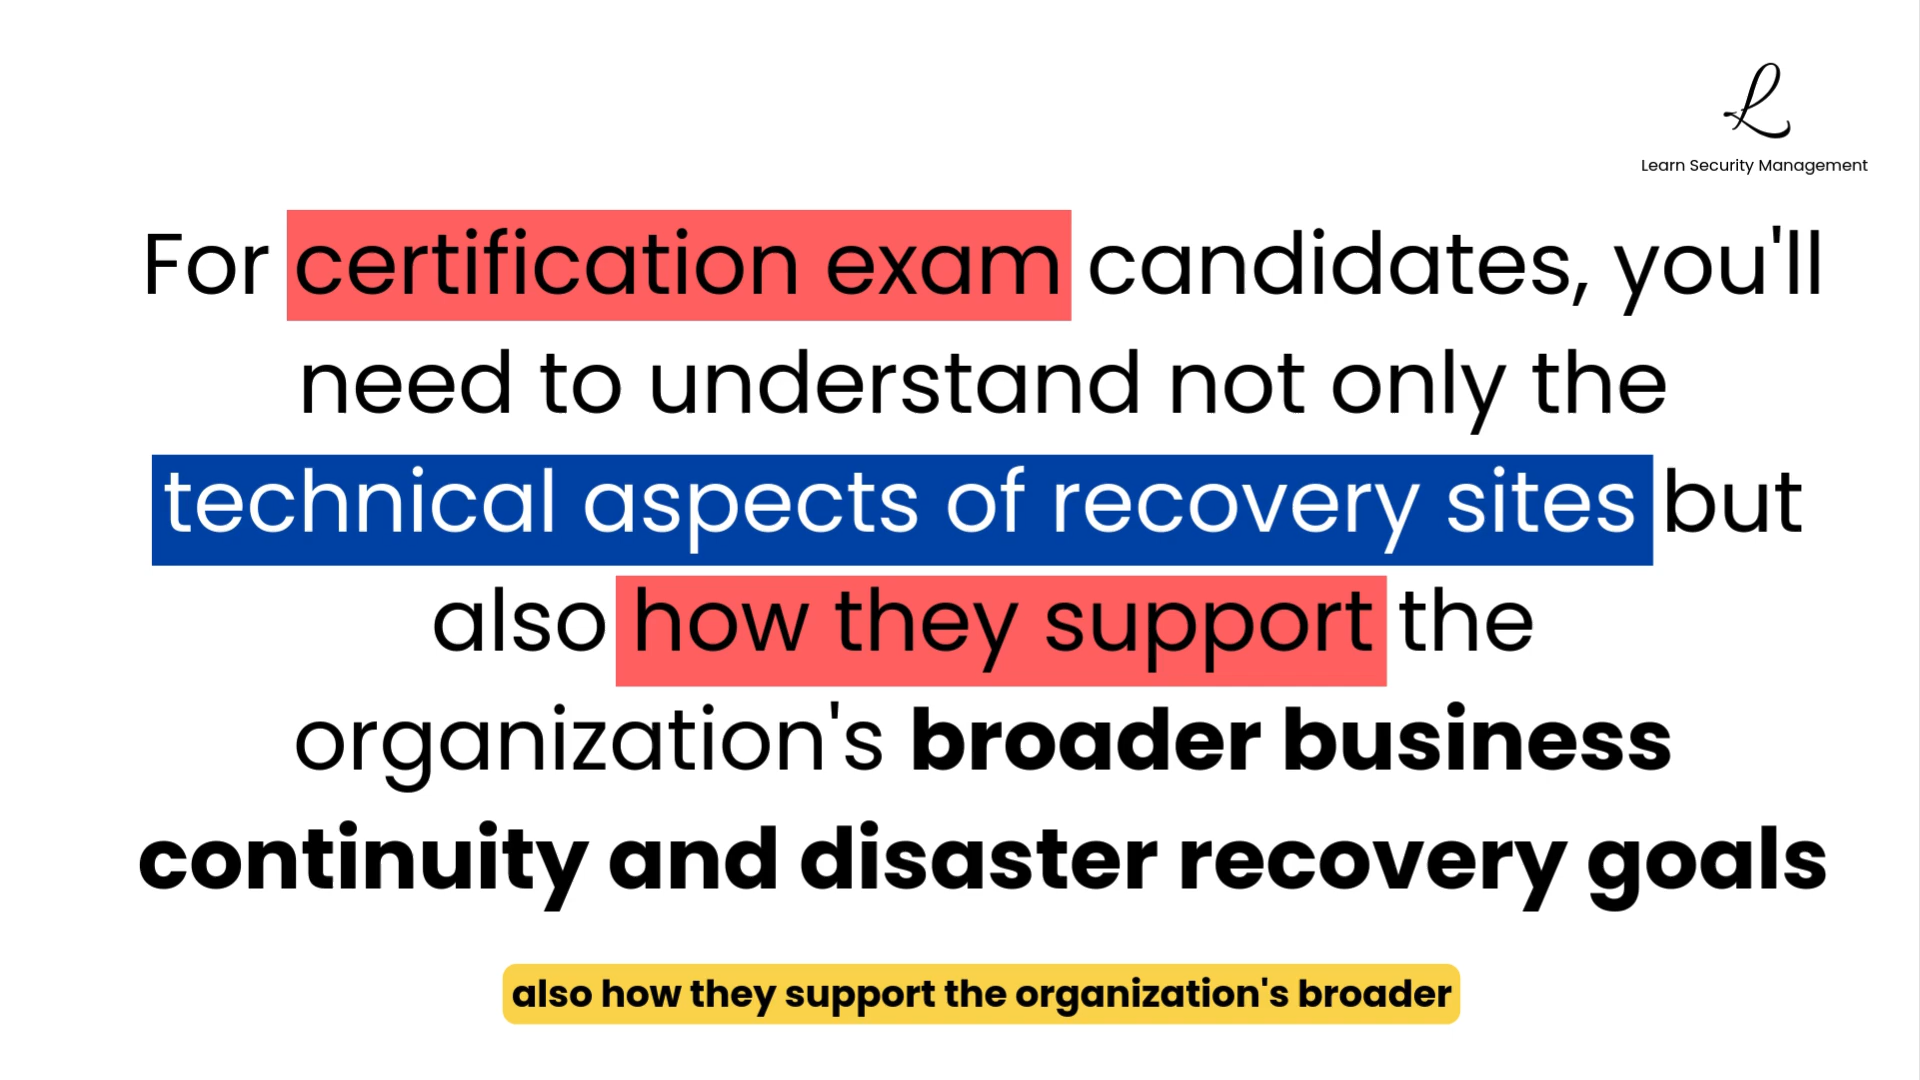 L
Learn Security Management
For certification exam candidates, you'll
need to understand not only the
technical aspects of recovery sites but
also how they support the
organization's broader business
continuity and disaster recovery goals
also how they support the organization's broader